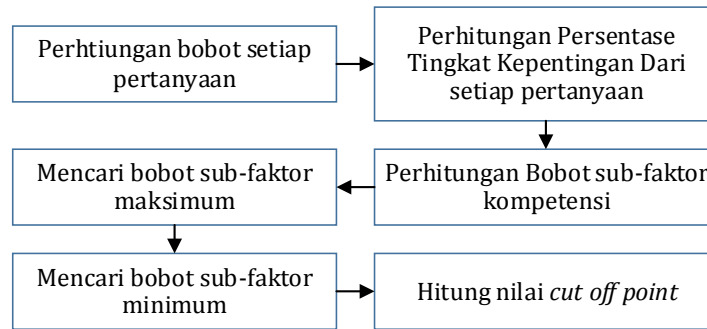 Perhtiungan bobot setiap
pertanyaan
Perhitungan Persentase
Tingkat Kepentingan Dari
setiap pertanyaan
Perhitungan Bobot sub-faktor
kompetensi
Mencari bobot sub-faktor
maksimum
Mencari bobot sub-faktor
minimum
Hitung nilai cut off point